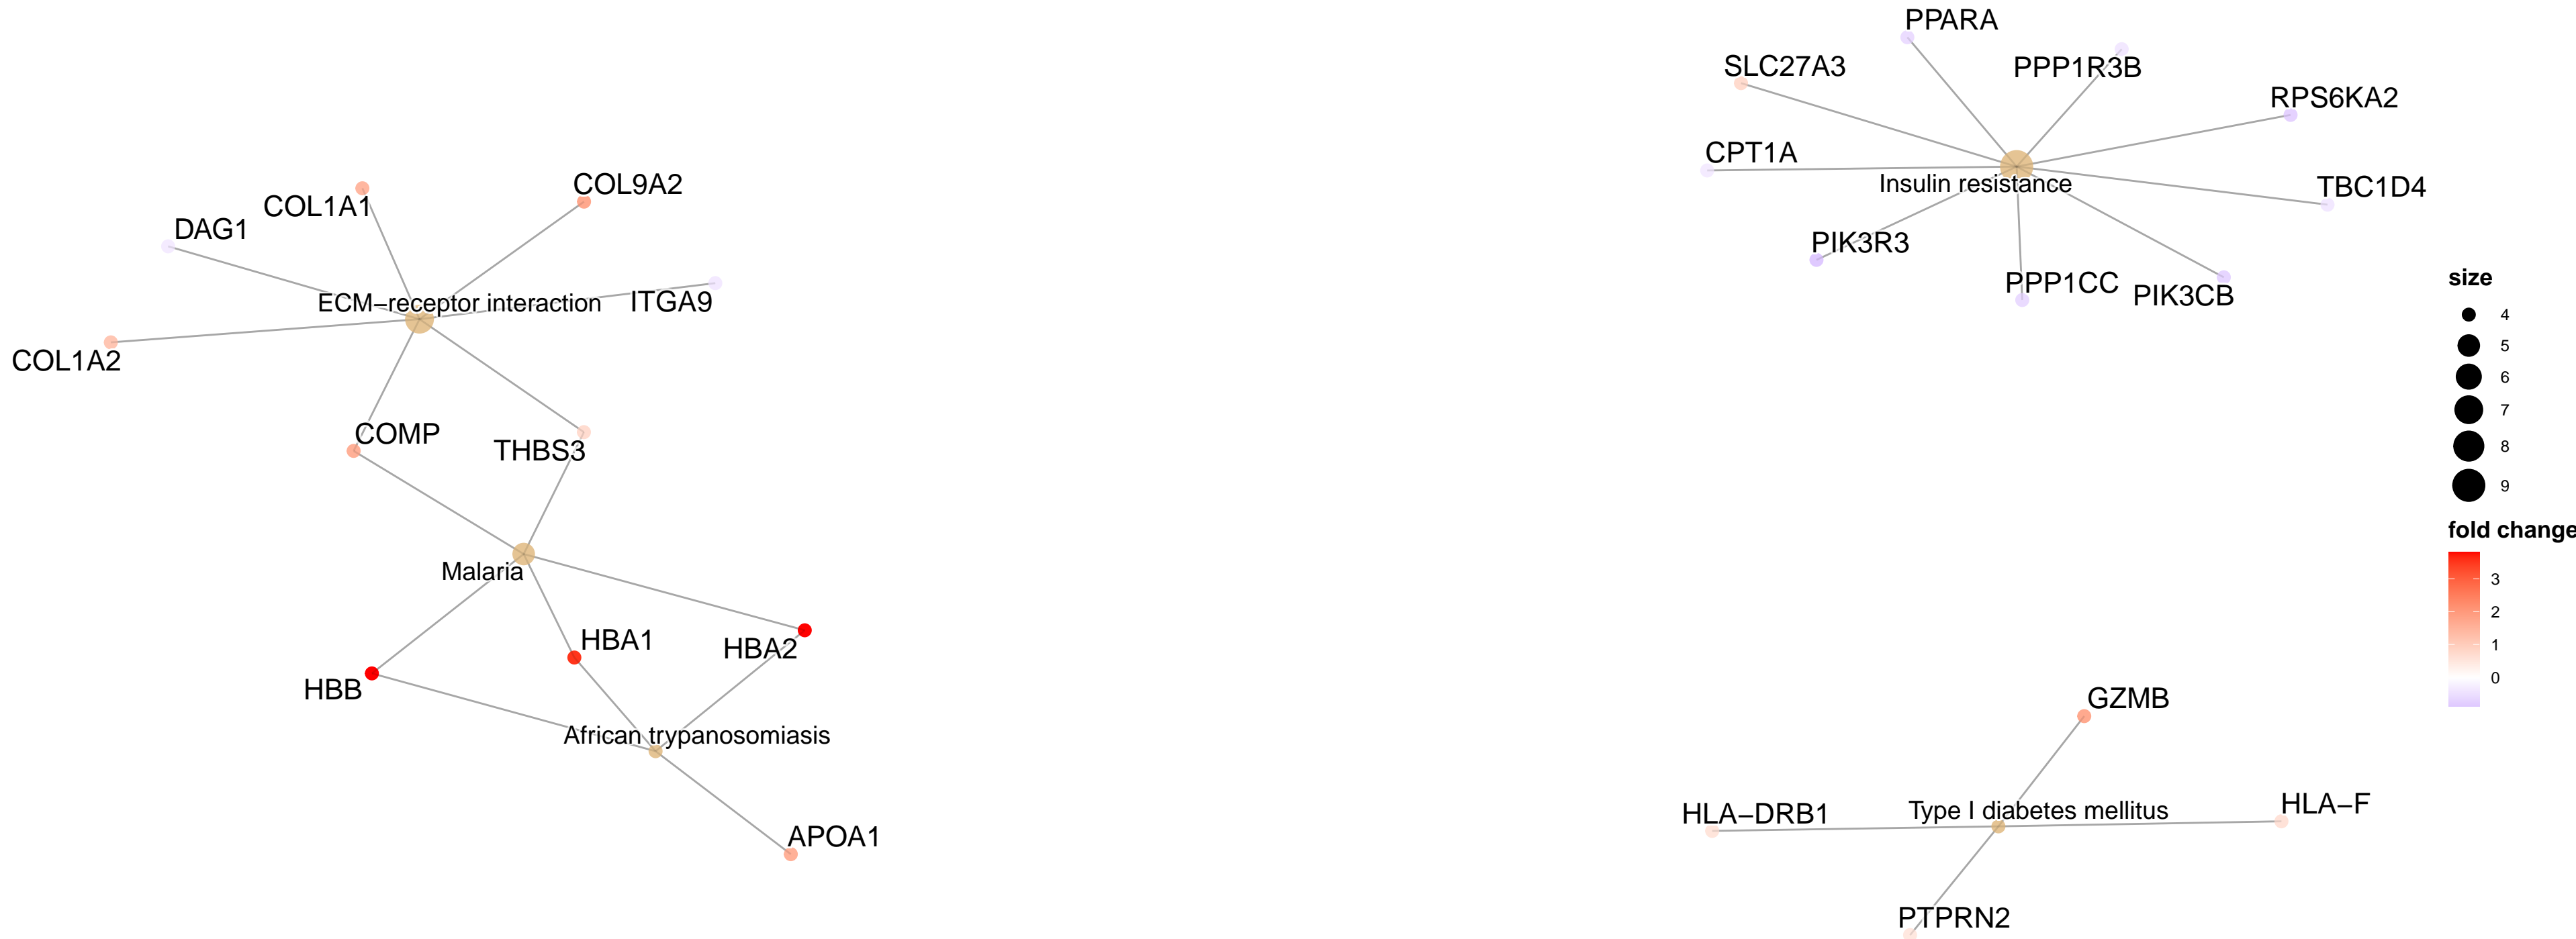 PPARA
SLC27A3
PPP1R3B
RPS6KA2
CPT1A
Insulin resistance
TBC1D4
PIK3R3
PPP1CC
PIK3CB
COL1A1
COL9A2
DAG1
ECM−receptor interaction
ITGA9
COL1A2
COMP
THBS3
Malaria
HBA1
HBA2
HBB
African trypanosomiasis
APOA1
GZMB
HLA−DRB1
Type I diabetes mellitus
HLA−F
PTPRN2
size
4
5
6
7
8
9
fold change
3
2
1
0